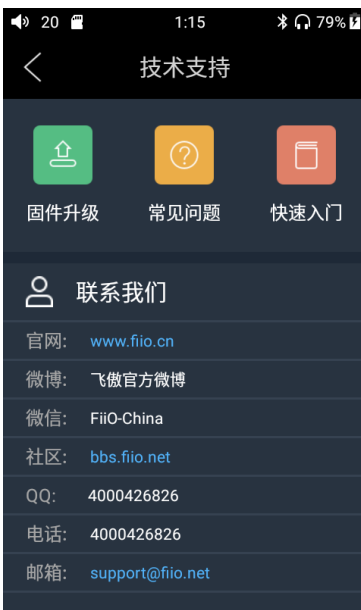 20 1:15 79%
技术支持
固件升级 常见问题 快速入门
联系我们
官网: www.fiio.cn
微博: 飞傲官方微博
微信: FiiO-China
社区: bbs.fiio.net
QQ: 4000426826
电话: 4000426826
邮箱: support@fiio.net